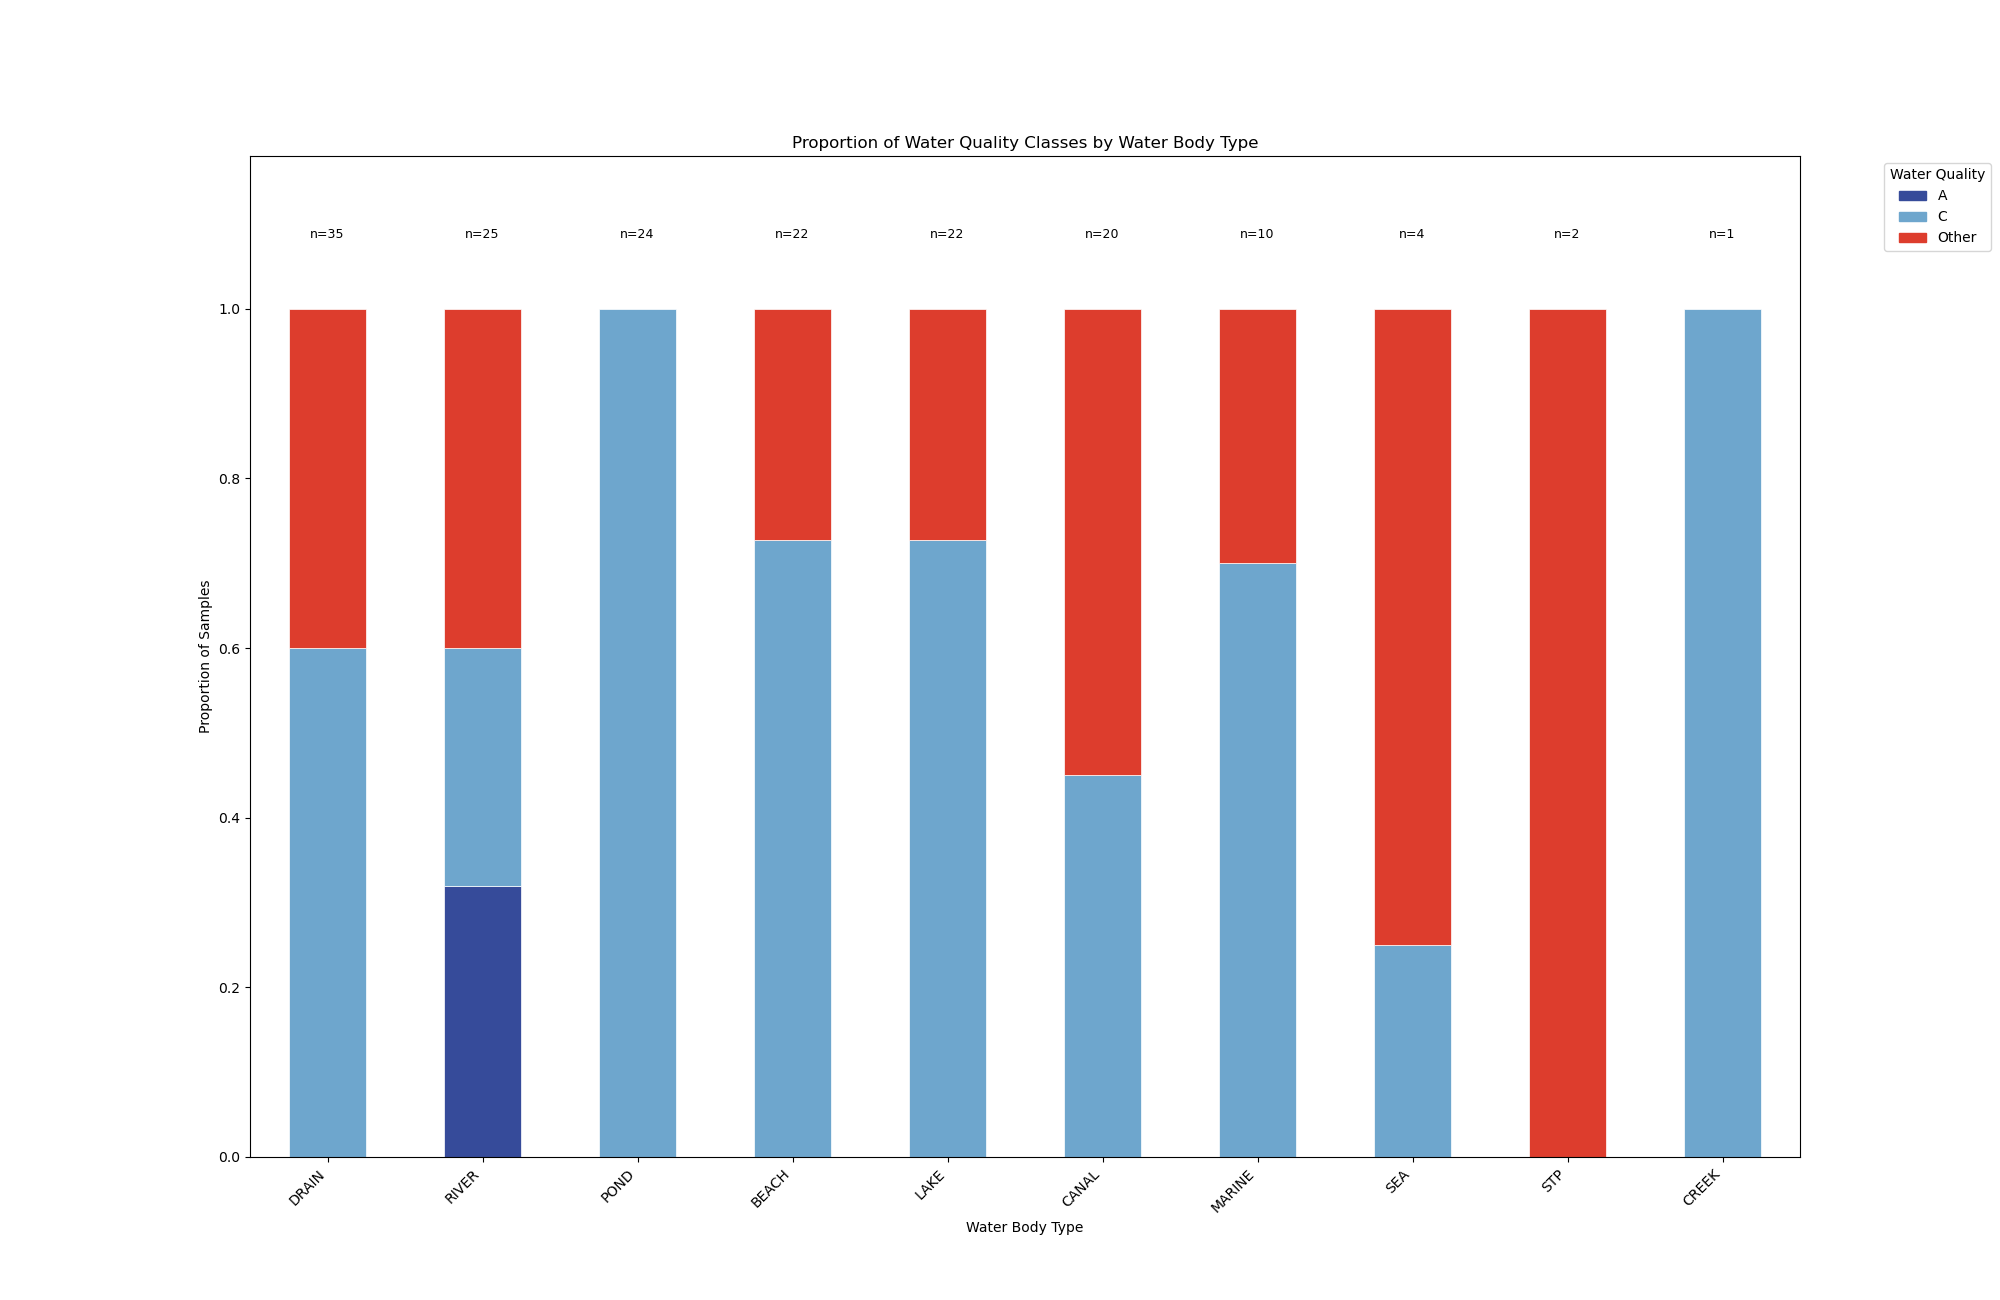 Proportion of Water Quality Classes by Water Body Type
Water Quality
A
C
Other
n=35 n=25 n=24 n=22 n=22 n=20 n=10 n=4 n=2 n=1
1.0
0.8
0.6
0.4
0.2
0.0
Proportion of Samples
DRAIN RIVER POND BEACH LAKE CANAL MARINE SEA STP CREEK
Water Body Type